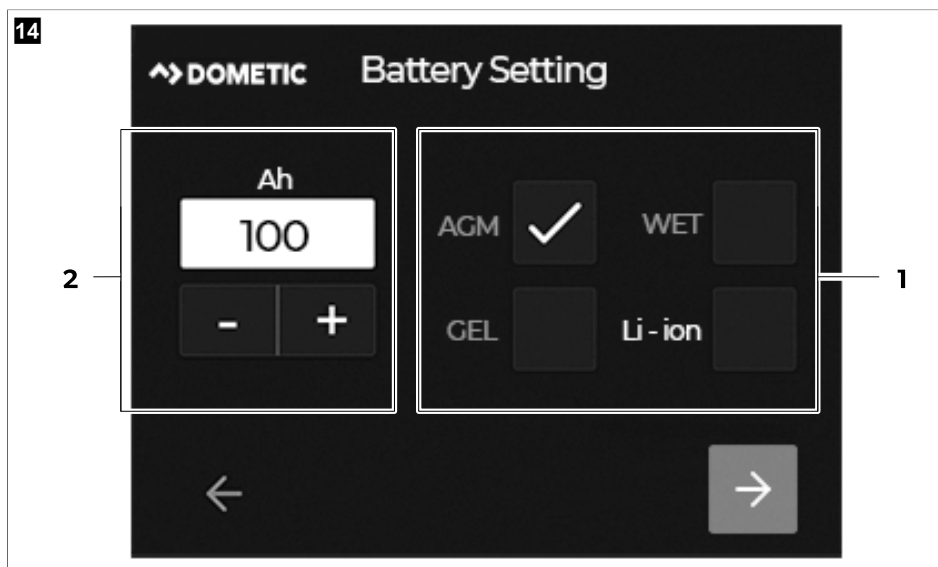 14
DOMETIC Battery Setting
Ah
100
- +
AGM WET
GEL Li - ion
2
1